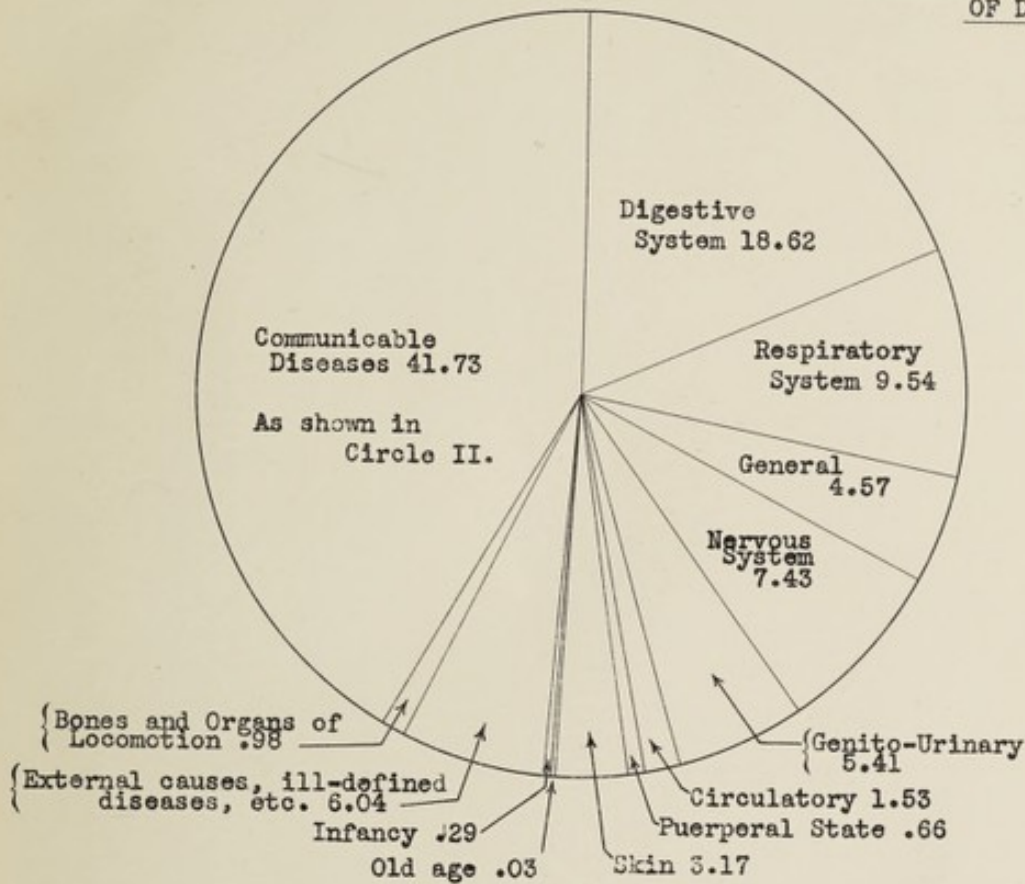 OF D
Digestive
System 18.62
Communicable
Diseases 41.73
As shown in
Circle II.
Respiratory
System 9.54
General
4.57
Nervous
System
7.43
Bones and Organs of
Locomotion .98
Genito-Urinary
5.41
External causes, ill-defined
diseases, etc. 6.04
Circulatory 1.53
Infancy .29
Puerperal State .66
Old age .03
Skin 3.17